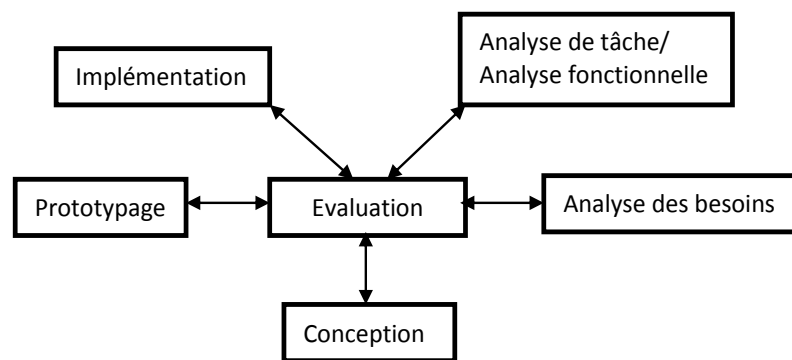 Analyse de tâche/
Analyse fonctionnelle
Implémentation
Prototypage
Evaluation
Analyse des besoins
Conception